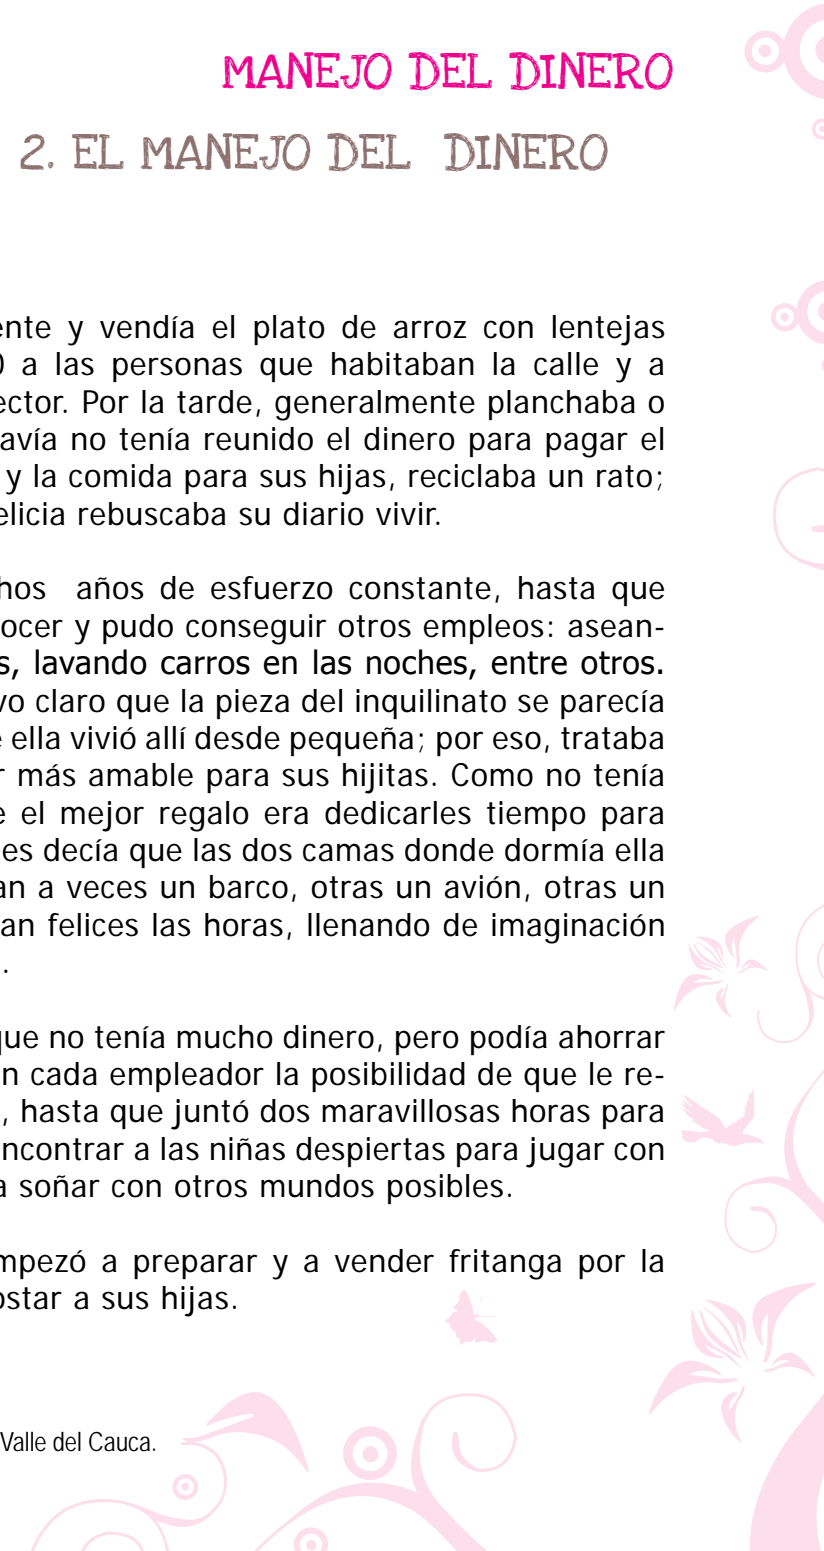 MANEJO DEL DINERO
2. EL MANEJO DEL DINERO
ente y vendía el plato de arroz con lentejas
0 a las personas que habitaban la calle y a
ector. Por la tarde, generalmente planchaba o
avía no tenía reunido el dinero para pagar el
y la comida para sus hijas, reciclaba un rato;
elicia rebuscaba su diario vivir.
hos años de esfuerzo constante, hasta que
ocer y pudo conseguir otros empleos: asean-
s, lavando carros en las noches, entre otros.
vo claro que la pieza del inquilinato se parecía
e ella vivió allí desde pequeña; por eso, trataba
r más amable para sus hijitas. Como no tenía
e el mejor regalo era dedicarles tiempo para
es decía que las dos camas donde dormía ella
an a veces un barco, otras un avión, otras un
an felices las horas, llenando de imaginación
.
que no tenía mucho dinero, pero podía ahorrar
n cada empleador la posibilidad de que le re-
, hasta que juntó dos maravillosas horas para
ncontrar a las niñas despiertas para jugar con
a soñar con otros mundos posibles.
mpezó a preparar y a vender fritanga por la
ostar a sus hijas.
Valle del Cauca.